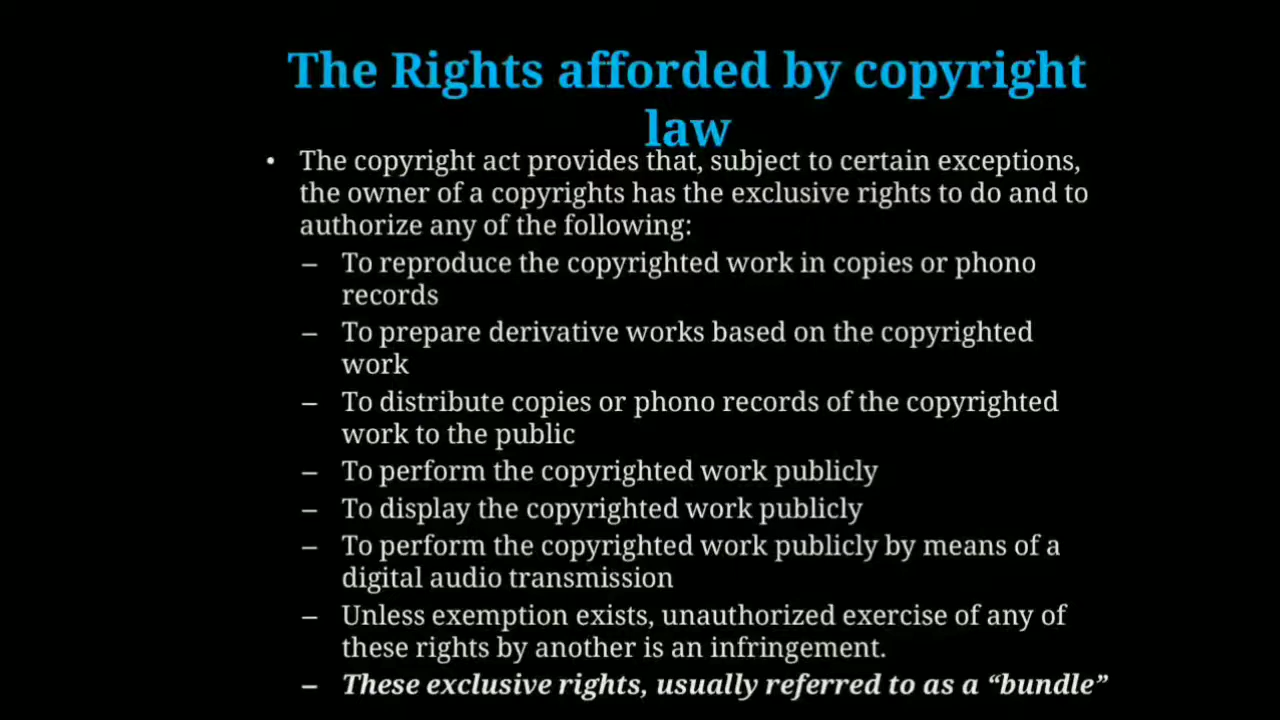 The Rights afforded by copyright
law
• The copyright act provides that, subject to certain exceptions,
the owner of a copyrights has the exclusive rights to do and to
authorize any of the following:
– To reproduce the copyrighted work in copies or phono
records
– To prepare derivative works based on the copyrighted
work
– To distribute copies or phono records of the copyrighted
work to the public
– To perform the copyrighted work publicly
– To display the copyrighted work publicly
– To perform the copyrighted work publicly by means of a
digital audio transmission
– Unless exemption exists, unauthorized exercise of any of
these rights by another is an infringement.
– These exclusive rights, usually referred to as a “bundle”